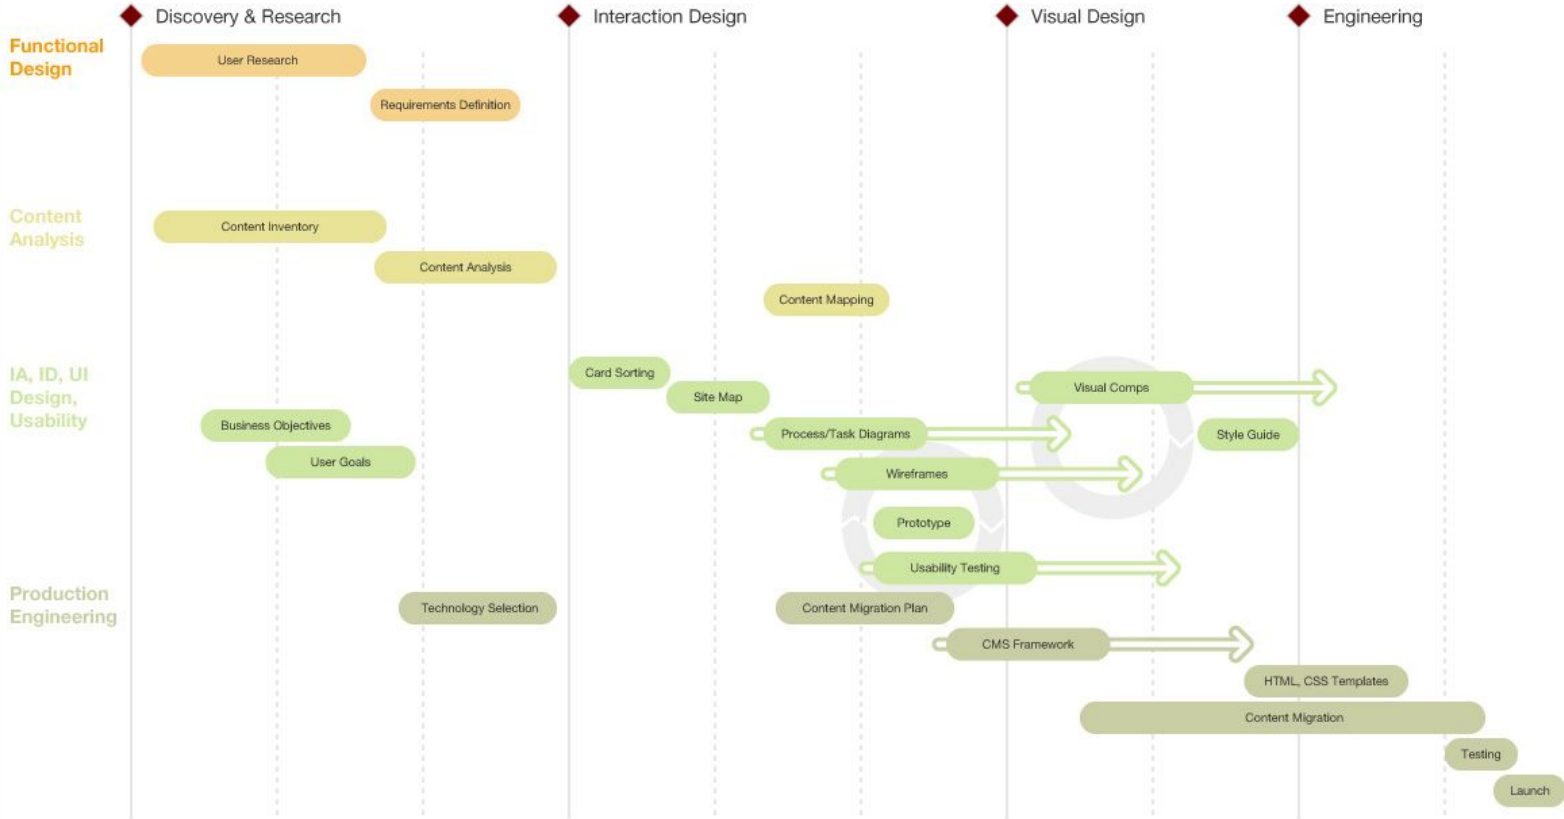 Discovery & Research
Interaction Design
Visual Design
Engineering
Functional
Design
User Research
Requirements Definition
Content
Analysis
Content Inventory
Content Analysis
Content Mapping
IA, ID, UI
Design,
Usability
Card Sorting
Visual Comps
Site Map
Business Objectives
Process/Task Diagrams
Style Guide
User Goals
Wireframes
Prototype
Usability Testing
Production
Engineering
Technology Selection
Content Migration Plan
CMS Framework
HTML, CSS Templates
Content Migration
Testing
Launch